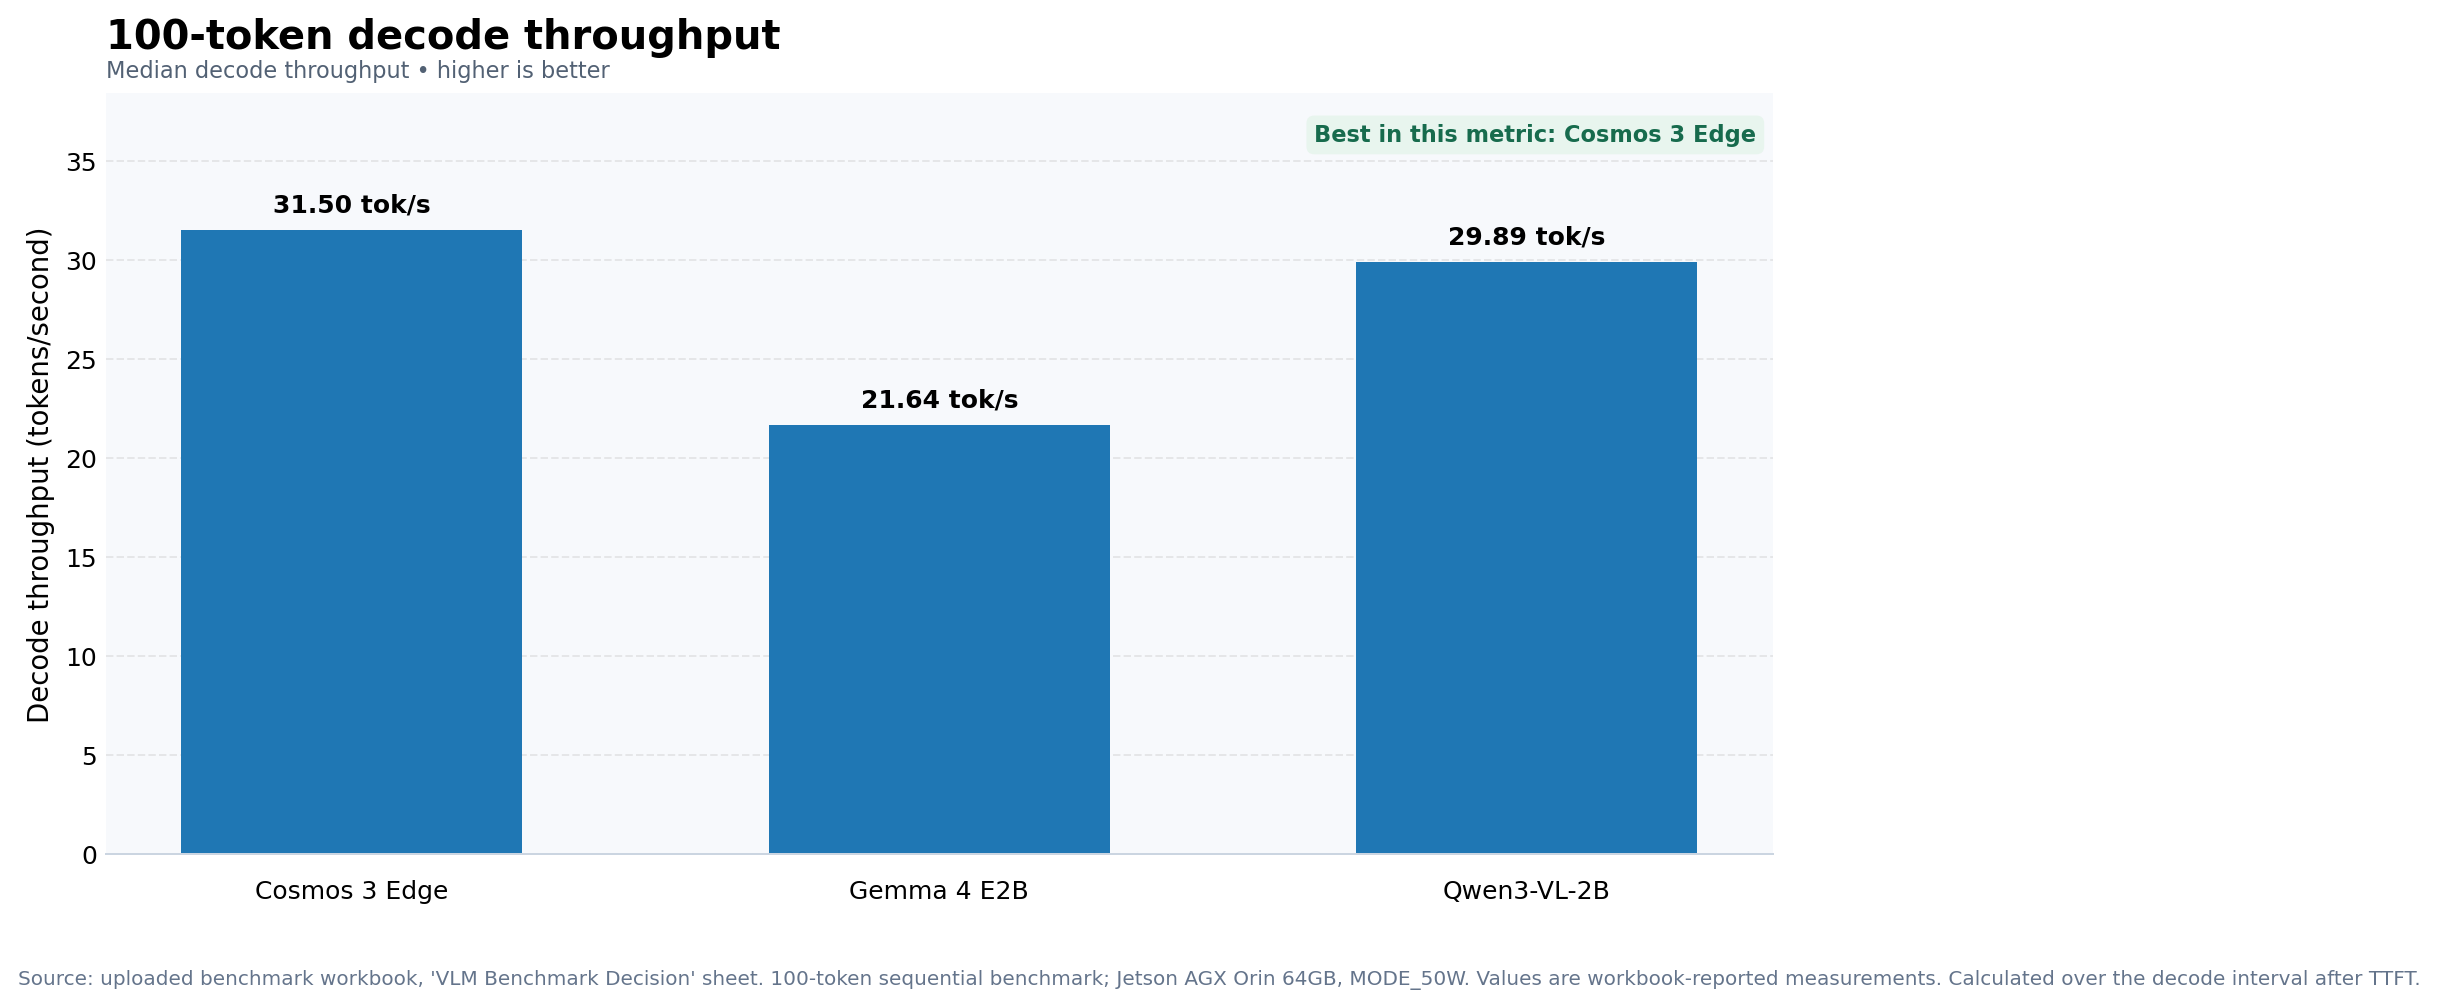 100-token decode throughput
Median decode throughput • higher is better
Best in this metric: Cosmos 3 Edge
Decode throughput (tokens/second)
35
30
25
20
15
10
5
0
31.50 tok/s
21.64 tok/s
29.89 tok/s
Cosmos 3 Edge
Gemma 4 E2B
Qwen3-VL-2B
Source: uploaded benchmark workbook, 'VLM Benchmark Decision' sheet. 100-token sequential benchmark; Jetson AGX Orin 64GB, MODE_50W. Values are workbook-reported measurements. Calculated over the decode interval after TTFT.